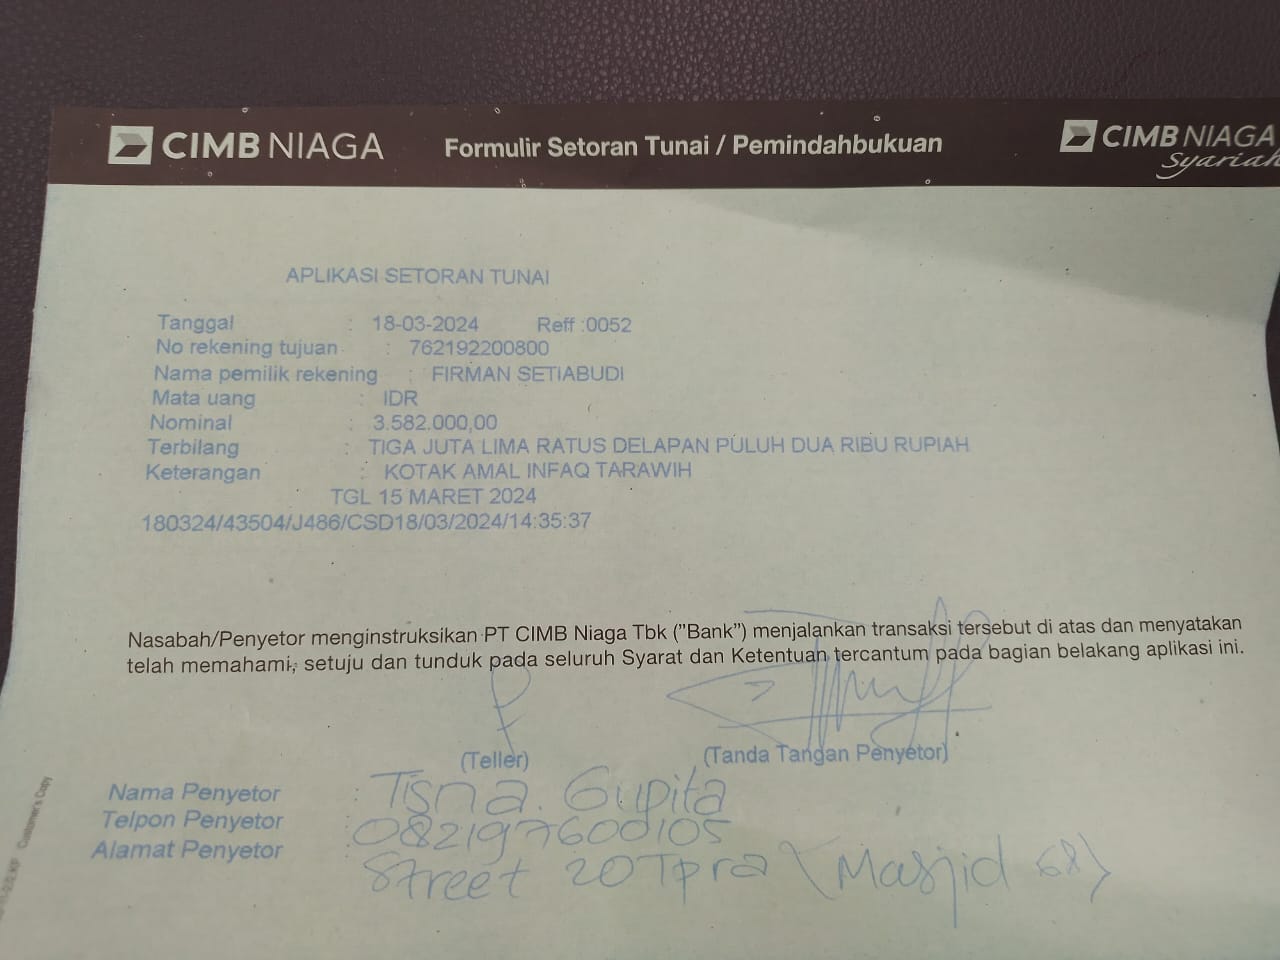 CIMB NIAGA Formulir Setoran Tunai / Pemindahbukuan CIMB NIAGA
Syariah
APLIKASI SETORAN TUNAI
Tanggal : 18-03-2024 Reff :0052
No rekening tujuan : 762192200800
Nama pemilik rekening : FIRMAN SETIABUDI
Mata uang : IDR
Nominal : 3.582.000,00
Terbilang : TIGA JUTA LIMA RATUS DELAPAN PULUH DUA RIBU RUPIAH
Keterangan : KOTAK AMAL INFAQ TARAWIH
TGL 15 MARET 2024
180324/43504/J486/CSD18/03/2024/14:35:37
Nasabah/Penyetor menginstruksikan PT CIMB Niaga Tbk ("Bank") menjalankan transaksi tersebut di atas dan menyatakan
telah memahami, setuju dan tunduk pada seluruh Syarat dan Ketentuan tercantum pada bagian belakang aplikasi ini.
(Teller) (Tanda Tangan Penyetor)
Nama Penyetor : Tisna. Gupita
Telpon Penyetor : 082197600105
Alamat Penyetor Street 20 Tpra (Masjid 68)
Customer's Copy